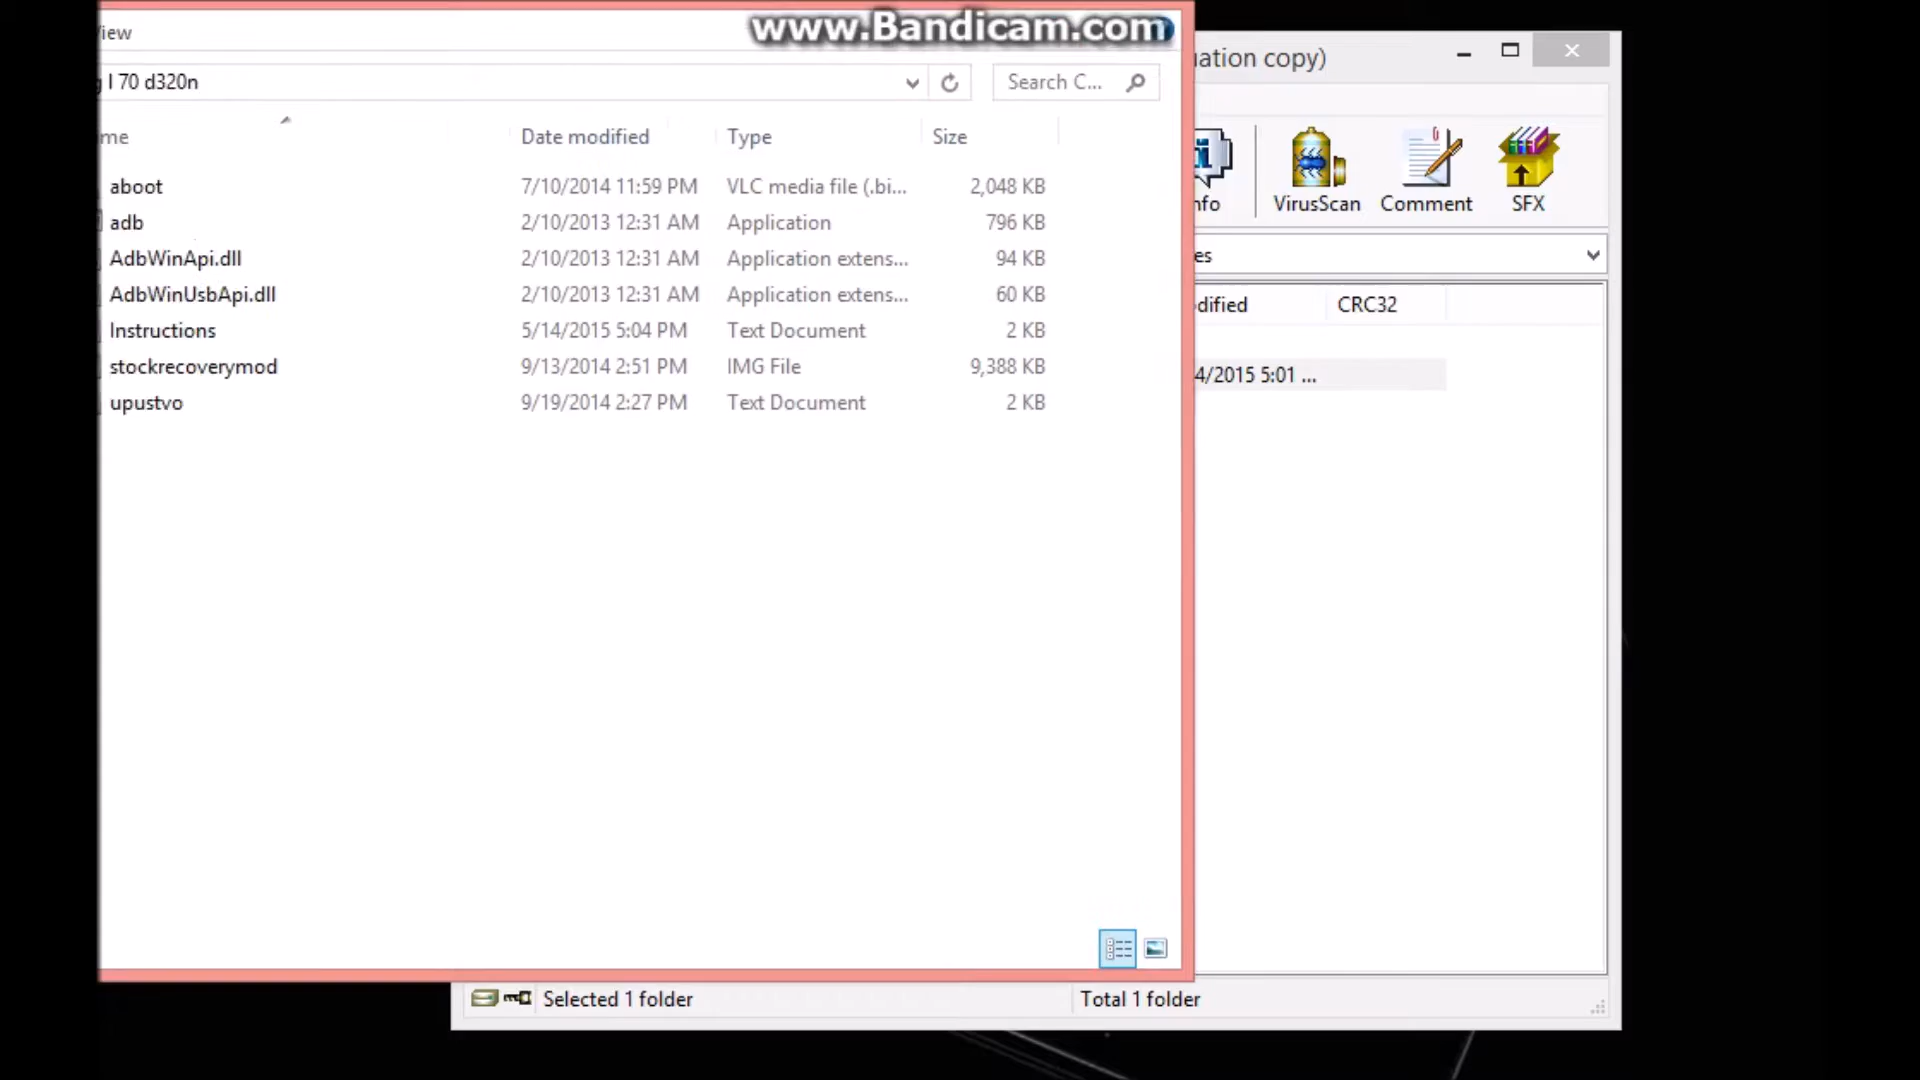 www.Bandicam.com
iew
l 70 d320n
Search C...
me Date modified Type Size
aboot 7/10/2014 11:59 PM VLC media file (.bi... 2,048 KB
adb 2/10/2013 12:31 AM Application 796 KB
AdbWinApi.dll 2/10/2013 12:31 AM Application extens... 94 KB
AdbWinUsbApi.dll 2/10/2013 12:31 AM Application extens... 60 KB
Instructions 5/14/2015 5:04 PM Text Document 2 KB
stockrecoverymod 9/13/2014 2:51 PM IMG File 9,388 KB
upustvo 9/19/2014 2:27 PM Text Document 2 KB
uation copy)
nfo VirusScan Comment SFX
es
dified CRC32
4/2015 5:01 ...
Selected 1 folder Total 1 folder